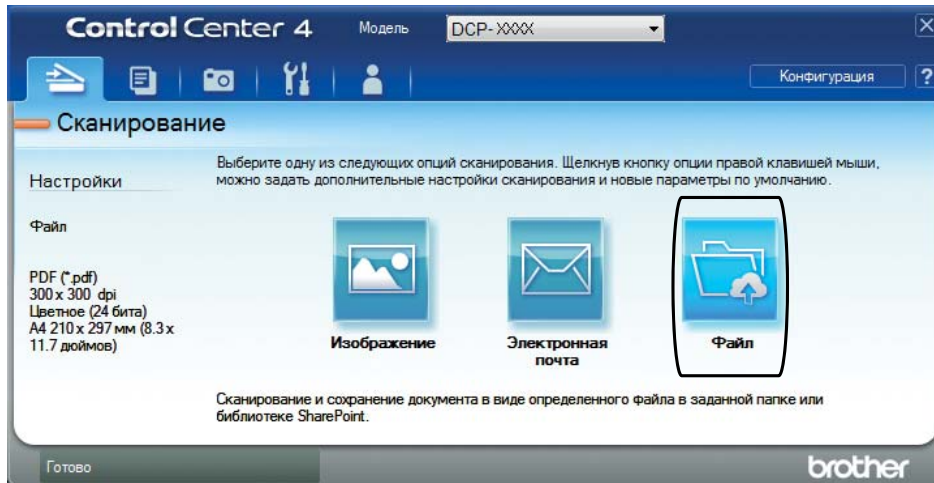 Control Center 4
Модель
DCP-XXXX
Конфигурация
?
Сканирование
Выберите одну из следующих опций сканирования. Щелкнув кнопку опции правой клавишей мыши,
можно задать дополнительные настройки сканирования и новые параметры по умолчанию.
Настройки
Файл
PDF (*.pdf)
300 x 300 dpi
Цветное (24 бита)
A4 210 x 297 мм (8.3 x
11.7 дюймов)
Изображение
Электронная
почта
Файл
Сканирование и сохранение документа в виде определенного файла в заданной папке или
библиотеке SharePoint.
Готово
brother